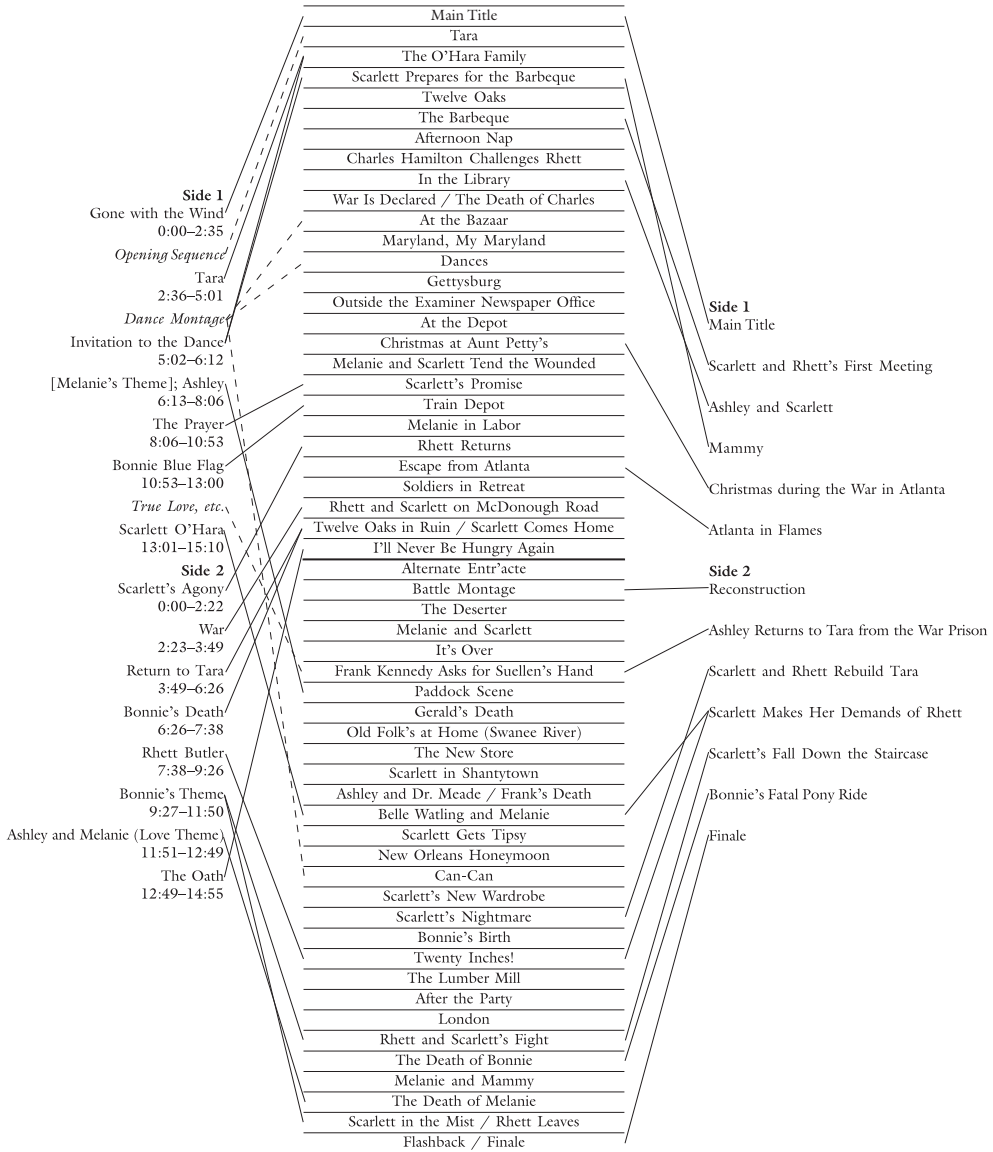 Main Title
Tara
The O’Hara Family
Scarlett Prepares for the Barbeque
Twelve Oaks
The Barbeque
Afternoon Nap
Charles Hamilton Challenges Rhett
In the Library
War Is Declared / The Death of Charles
At the Bazaar
Maryland, My Maryland
Dances
Gettysburg
Outside the Examiner Newspaper Office
At the Depot
Christmas at Aunt Petty’s
Melanie and Scarlett Tend the Wounded
Scarlett’s Promise
Train Depot
Melanie in Labor
Rhett Returns
Escape from Atlanta
Soldiers in Retreat
Rhett and Scarlett on McDonough Road
Twelve Oaks in Ruin / Scarlett Comes Home
I’ll Never Be Hungry Again
Alternate Entr’acte
Battle Montage
The Deserter
Melanie and Scarlett
It’s Over
Frank Kennedy Asks for Suellen’s Hand
Paddock Scene
Gerald’s Death
Old Folk’s at Home (Swanee River)
The New Store
Scarlett in Shantytown
Ashley and Dr. Meade / Frank’s Death
Belle Watling and Melanie
Scarlett Gets Tipsy
New Orleans Honeymoon
Can-Can
Scarlett’s New Wardrobe
Scarlett’s Nightmare
Bonnie’s Birth
Twenty Inches!
The Lumber Mill
After the Party
London
Rhett and Scarlett’s Fight
The Death of Bonnie
Melanie and Mammy
The Death of Melanie
Scarlett in the Mist / Rhett Leaves
Flashback / Finale
Side 1
Gone with the Wind
0:00–2:35
Opening Sequence
Tara
2:36–5:01
Dance Montage
Invitation to the Dance
5:02–6:12
[Melanie’s Theme]; Ashley
6:13–8:06
The Prayer
8:06–10:53
Bonnie Blue Flag
10:53–13:00
True Love, etc.
Scarlett O’Hara
13:01–15:10
Side 2
Scarlett’s Agony
0:00–2:22
War
2:23–3:49
Return to Tara
3:49–6:26
Bonnie’s Death
6:26–7:38
Rhett Butler
7:38–9:26
Bonnie’s Theme
9:27–11:50
Ashley and Melanie (Love Theme)
11:51–12:49
The Oath
12:49–14:55
Side 1
Main Title
Scarlett and Rhett’s First Meeting
Ashley and Scarlett
Mammy
Christmas during the War in Atlanta
Atlanta in Flames
Side 2
Reconstruction
Ashley Returns to Tara from the War Prison
Scarlett and Rhett Rebuild Tara
Scarlett Makes Her Demands of Rhett
Scarlett’s Fall Down the Staircase
Bonnie’s Fatal Pony Ride
Finale